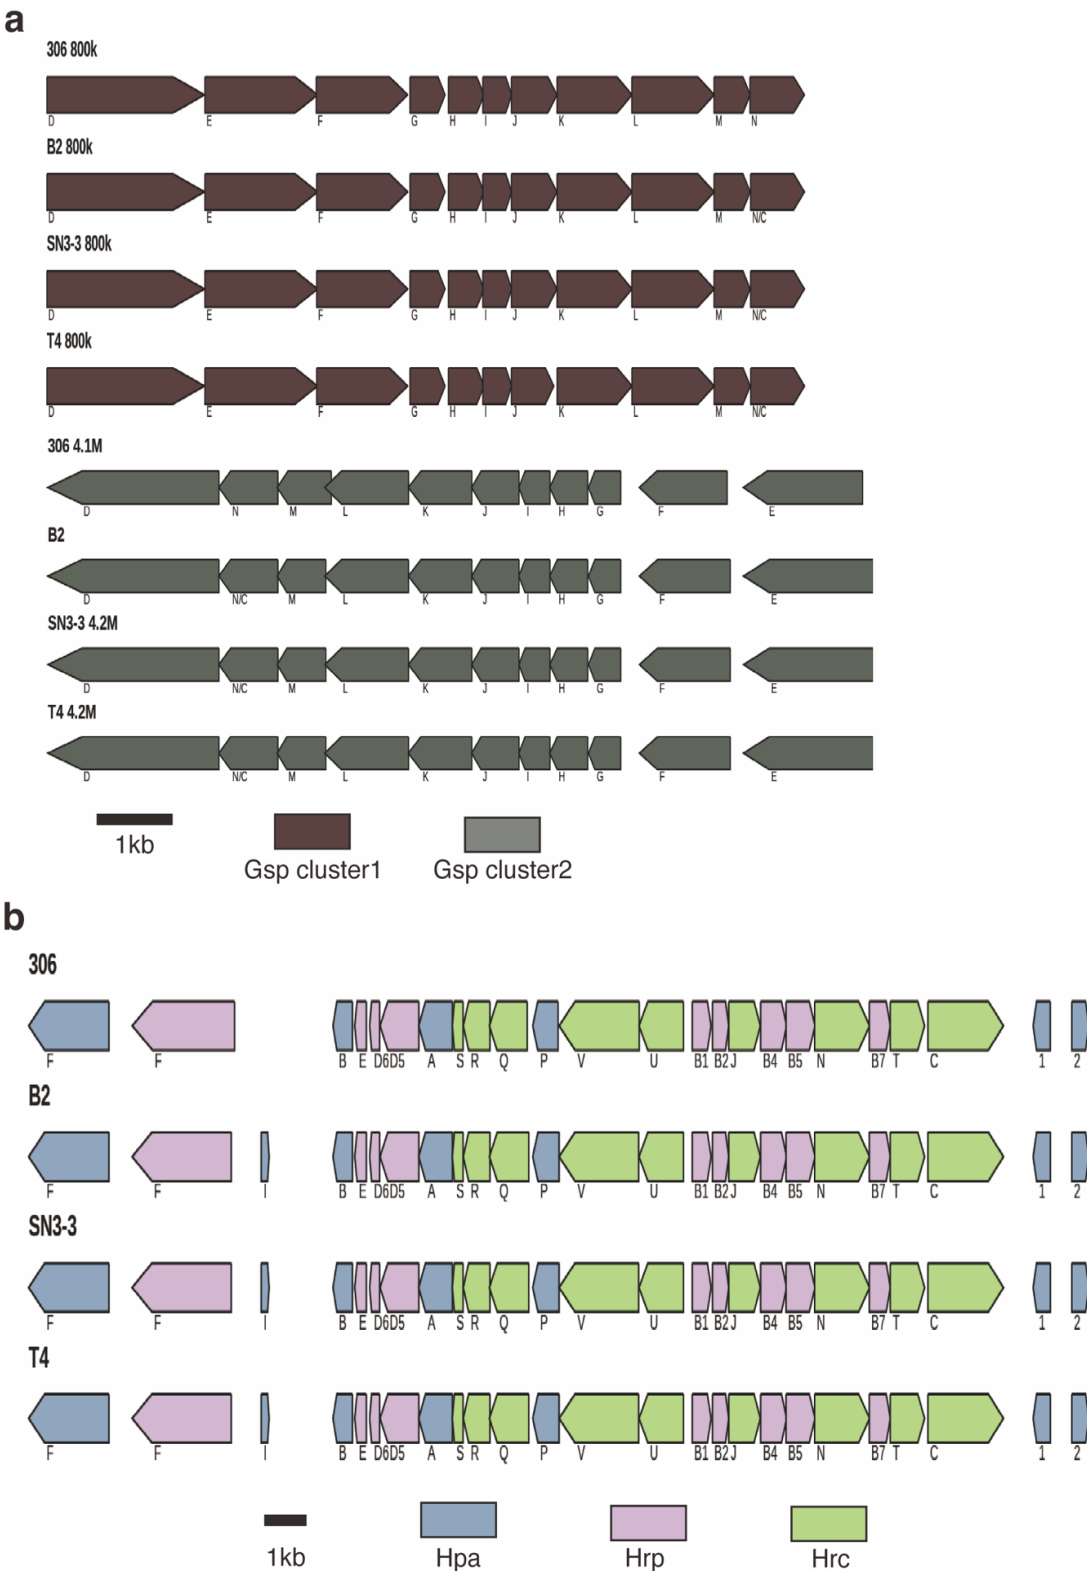 a
306 800k
D E F G H I J K L M N
B2 800k
D E F G H I J K L M N/C
SN3-3 800k
D E F G H I J K L M N/C
T4 800k
D E F G H I J K L M N/C
306 4.1M
D N M L K J I H G F E
B2
D N/C M L K J I H G F E
SN3-3 4.2M
D N/C M L K J I H G F E
T4 4.2M
D N/C M L K J I H G F E
1kb Gsp cluster1 Gsp cluster2
b
306
F F B E D6D5 A S R Q P V U B1 B2 J B4 B5 N B7 T C 1 2
B2
F F I B E D6D5 A S R Q P V U B1 B2 J B4 B5 N B7 T C 1 2
SN3-3
F F I B E D6D5 A S R Q P V U B1 B2 J B4 B5 N B7 T C 1 2
T4
F F I B E D6D5 A S R Q P V U B1 B2 J B4 B5 N B7 T C 1 2
1kb Hpa Hrp Hrc